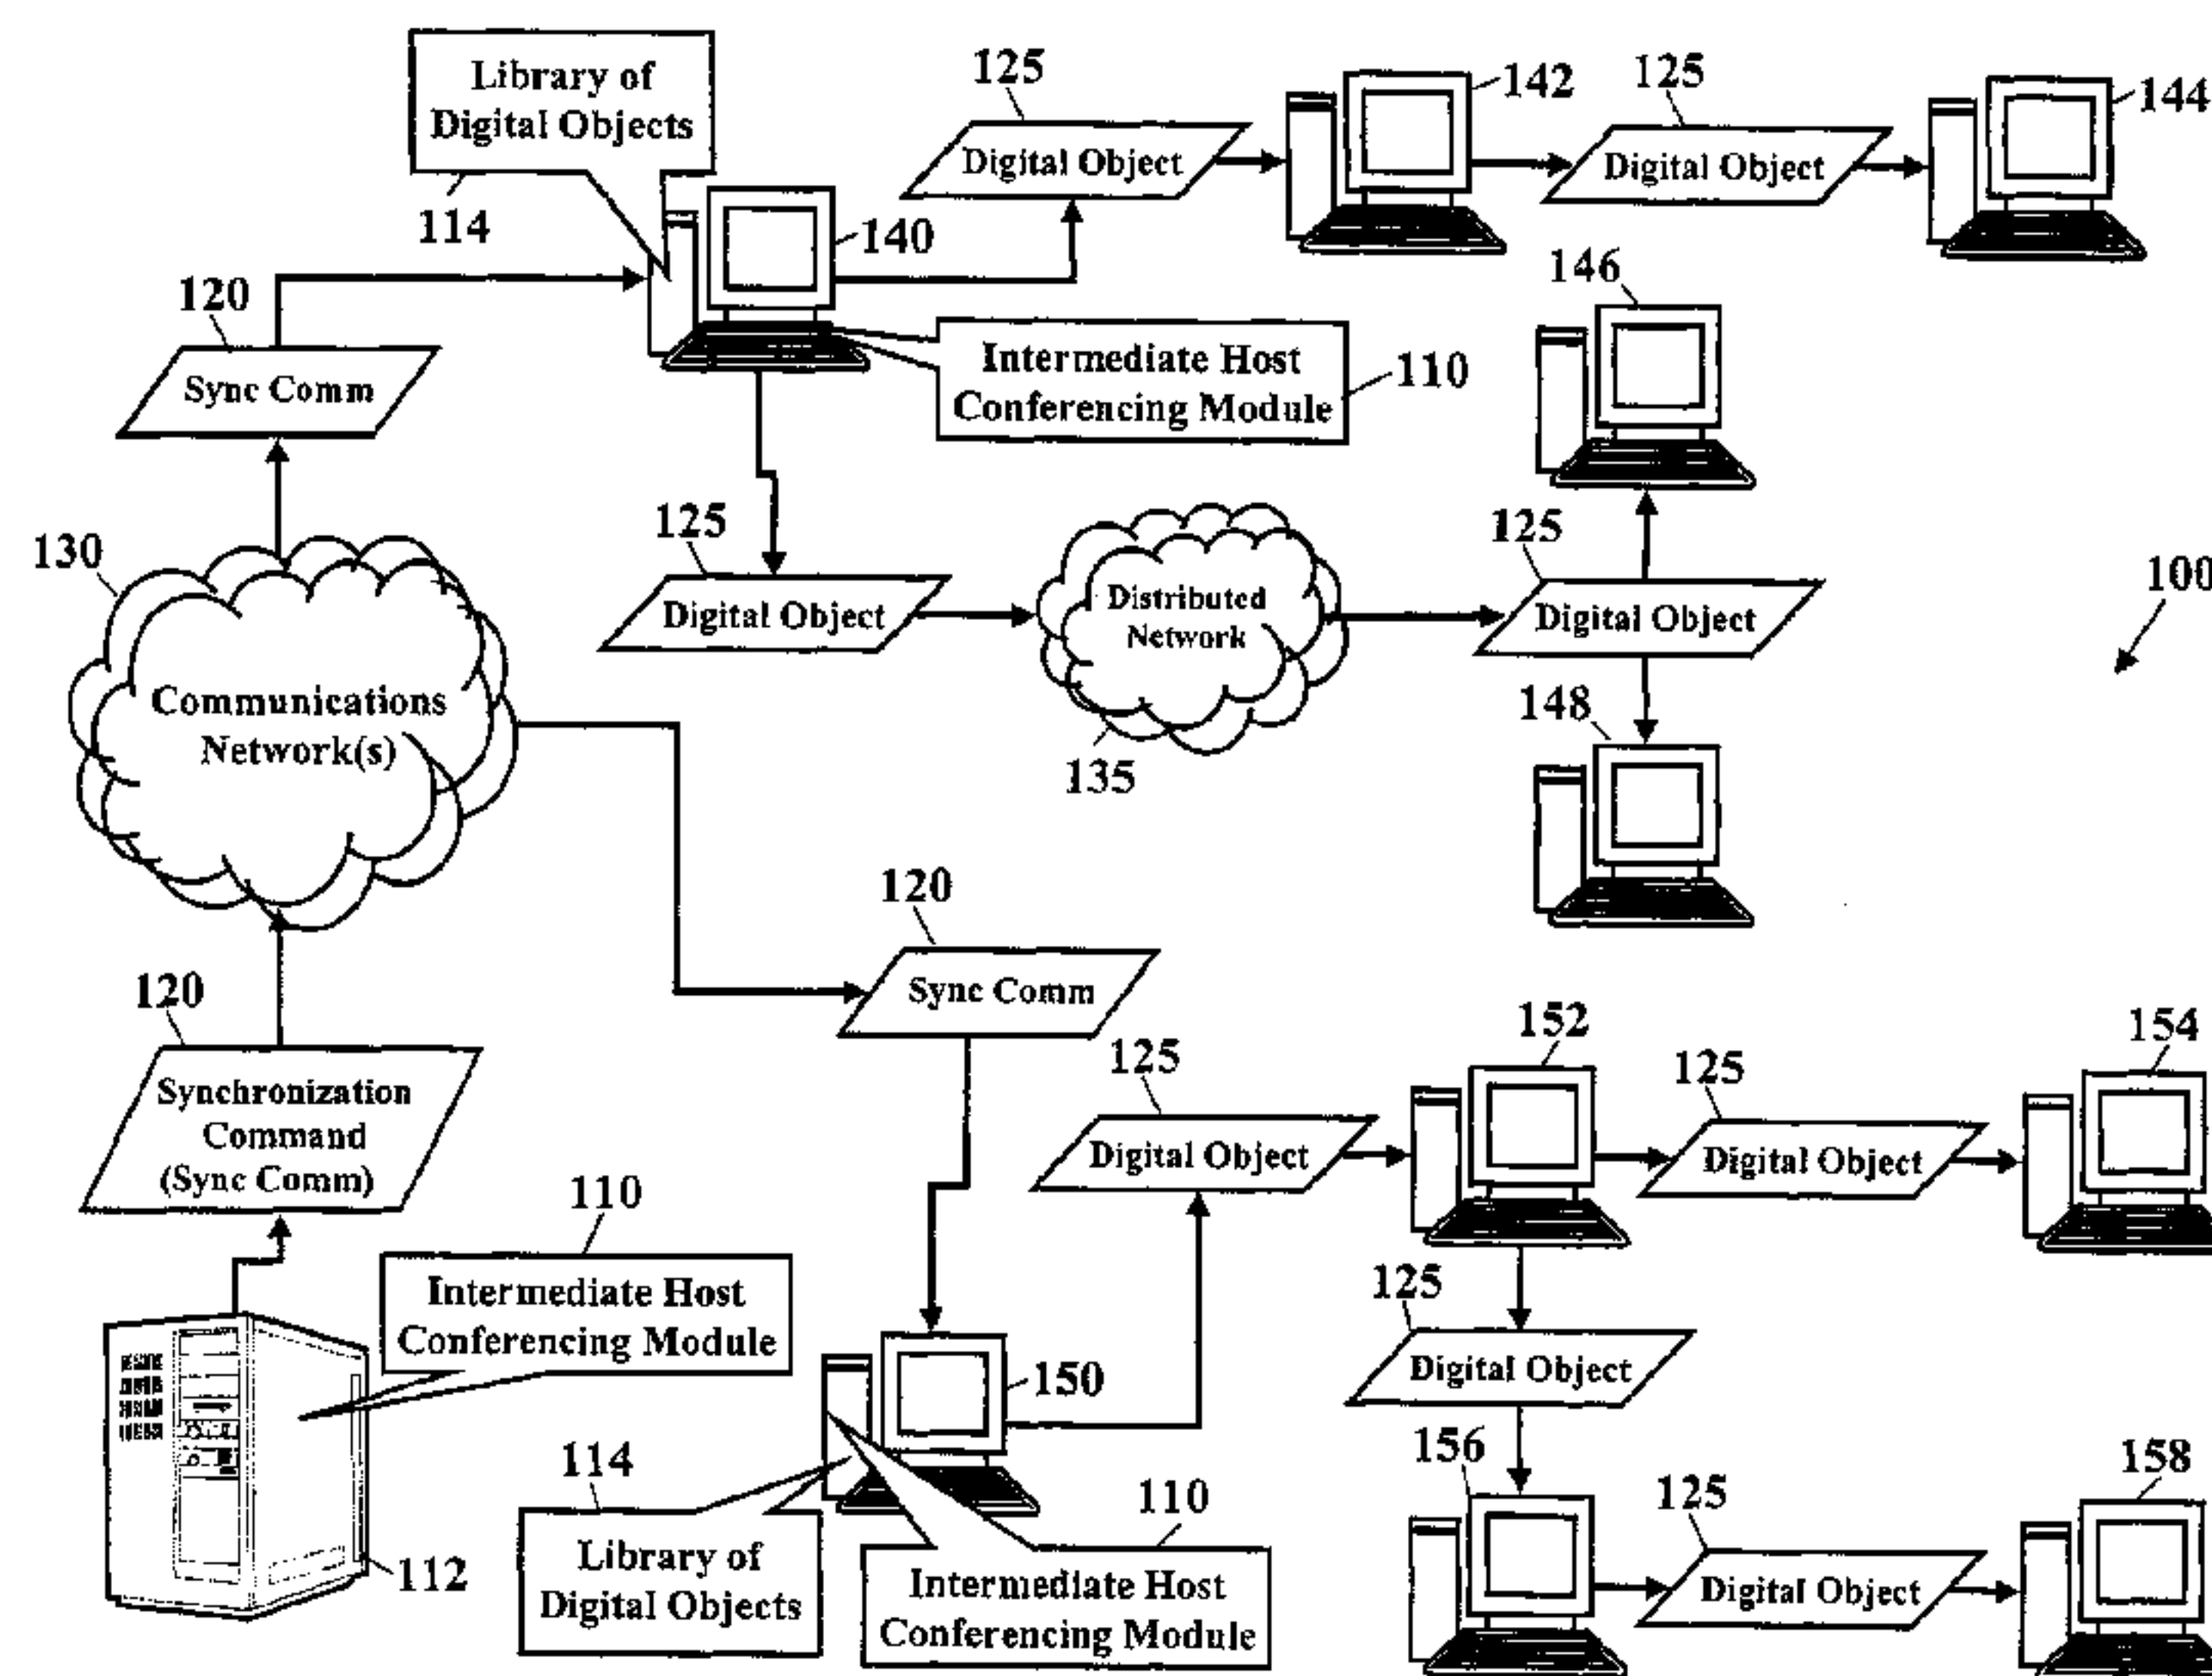 Library of
Digital Objects
114
125
Digital Object
142
125
Digital Object
144
140
120
Sync Comm
Intermediate Host
Conferencing Module
110
146
130
Communications
Network(s)
125
Digital Object
Distributed
Network
135
125
Digital Object
148
100
120
Sync Comm
120
Synchronization
Command
(Sync Comm)
125
Digital Object
152
125
Digital Object
154
110
Intermediate Host
Conferencing Module
112
150
125
Digital Object
114
Library of
Digital Objects
110
Intermediate Host
Conferencing Module
156
125
Digital Object
158